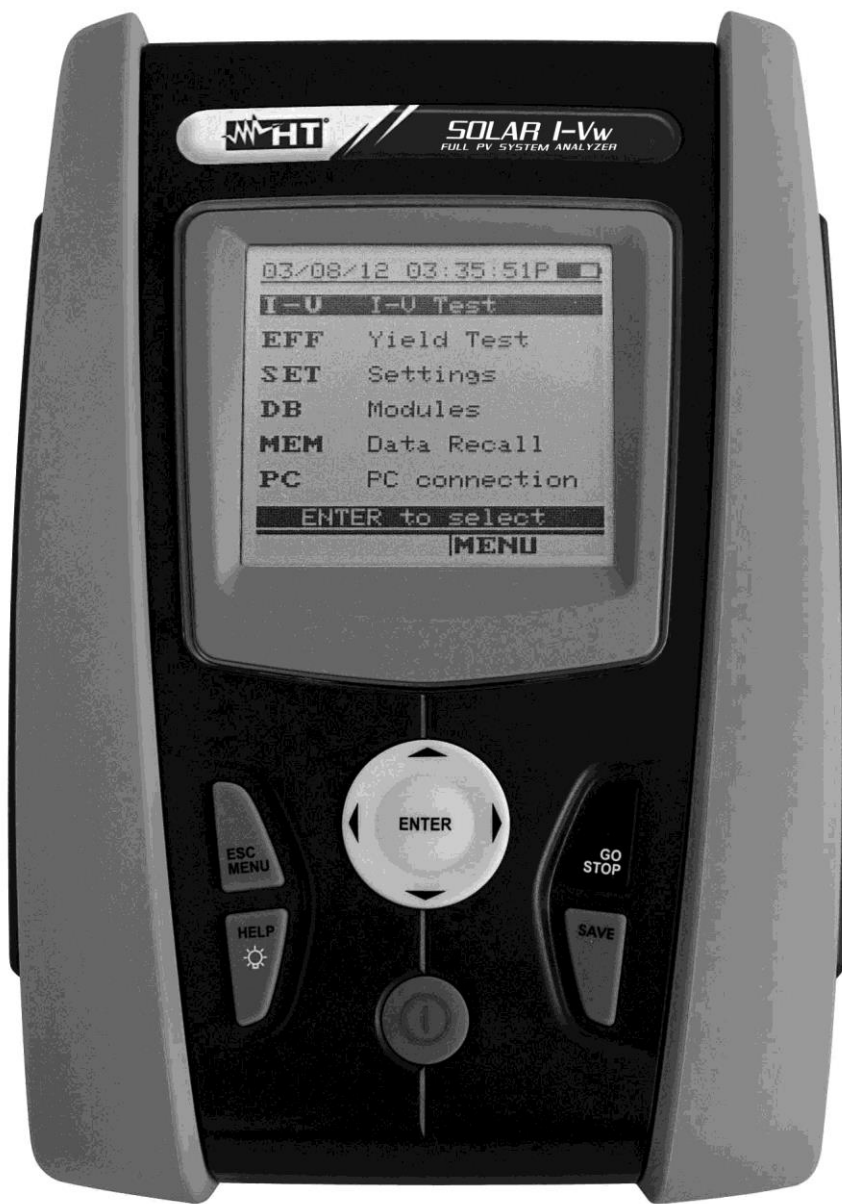 HT®
SOLAR I-Vw
FULL PV SYSTEM ANALYZER
03/08/12 03:35:51P
I-V I-V Test
EFF Yield Test
SET Settings
DB Modules
MEM Data Recall
PC PC connection
ENTER to select
MENU
ENTER
ESC
MENU
GO
STOP
HELP
SAVE